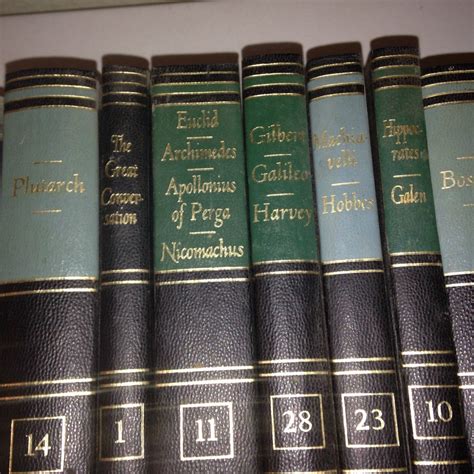 Plutarch
14
The Great
Conver-
sation
1
Euclid
Archimedes
Apollonius
of Perga
Nicomachus
11
Gilbert
Galileo
Harvey
28
Machia-
velli
Hobbes
23
Hippoc-
rates
Galen
10